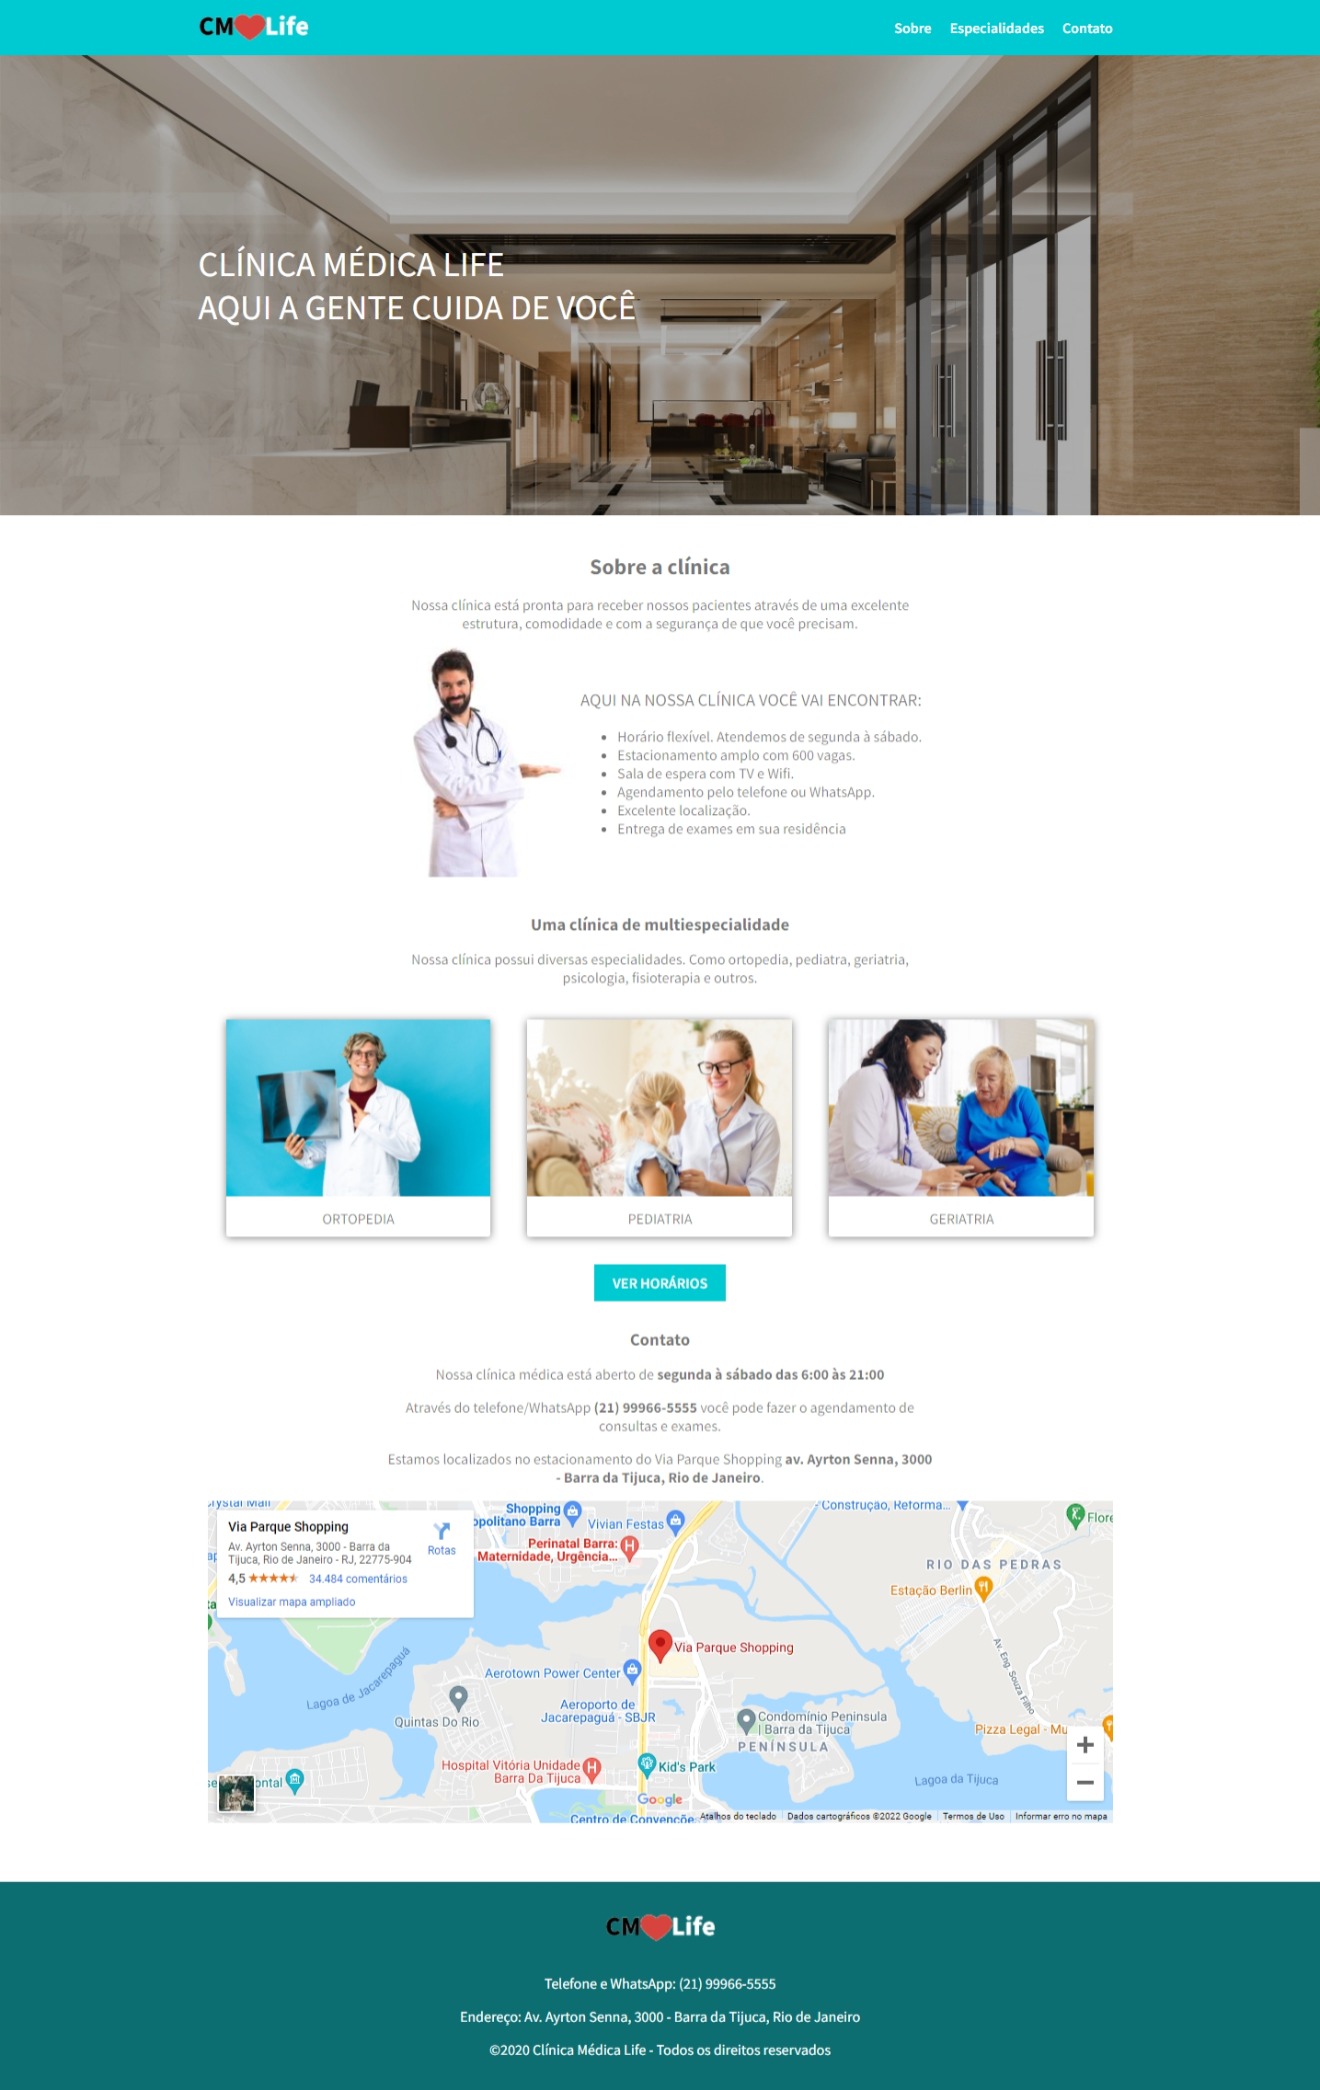 CM Life
Sobre Especialidades Contato
CLÍNICA MÉDICA LIFE
AQUI A GENTE CUIDA DE VOCÊ
Sobre a clínica
Nossa clínica está pronta para receber nossos pacientes através de uma excelente
estrutura, comodidade e com a segurança de que você precisam.
AQUI NA NOSSA CLÍNICA VOCÊ VAI ENCONTRAR:
• Horário flexível. Atendemos de segunda à sábado.
• Estacionamento amplo com 600 vagas.
• Sala de espera com TV e Wifi.
• Agendamento pelo telefone ou WhatsApp.
• Excelente localização.
• Entrega de exames em sua residência
Uma clínica de multiespecialidade
Nossa clínica possui diversas especialidades. Como ortopedia, pediatra, geriatria,
psicologia, fisioterapia e outros.
ORTOPEDIA
PEDIATRIA
GERIATRIA
VER HORÁRIOS
Contato
Nossa clínica médica está aberto de segunda à sábado das 6:00 às 21:00
Através do telefone/WhatsApp (21) 99966-5555 você pode fazer o agendamento de
consultas e exames.
Estamos localizados no estacionamento do Via Parque Shopping av. Ayrton Senna, 3000
- Barra da Tijuca, Rio de Janeiro.
Via Parque Shopping
Av. Ayrton Senna, 3000 - Barra da
Tijuca, Rio de Janeiro - RJ, 22775-904
4,5 34.484 comentários
Visualizar mapa ampliado
Rotas
Shopping
opolitano Barra
Vivian Festas
Construção, Reforma...
Flore
Perinatal Barra:
Maternidade, Urgência...
RIO DAS PEDRAS
Estação Berlin
Via Parque Shopping
Av. Eng. Souza Filho
Aerotown Power Center
Lagoa de Jacarepaguá
Aeroporto de
Jacarepaguá - SBJR
Quintas Do Rio
Condomínio Peninsula
| Barra da Tijuca
PENÍNSULA
Pizza Legal - Mu
Hospital Vitória Unidade
Barra Da Tijuca
Kid's Park
Lagoa da Tijuca
ontal
Google
Centro de Convençõe
Atalhos do teclado
Dados cartográficos ©2022 Google
Termos de Uso
Informar erro no mapa
CM Life
Telefone e WhatsApp: (21) 99966-5555
Endereço: Av. Ayrton Senna, 3000 - Barra da Tijuca, Rio de Janeiro
©2020 Clínica Médica Life - Todos os direitos reservados